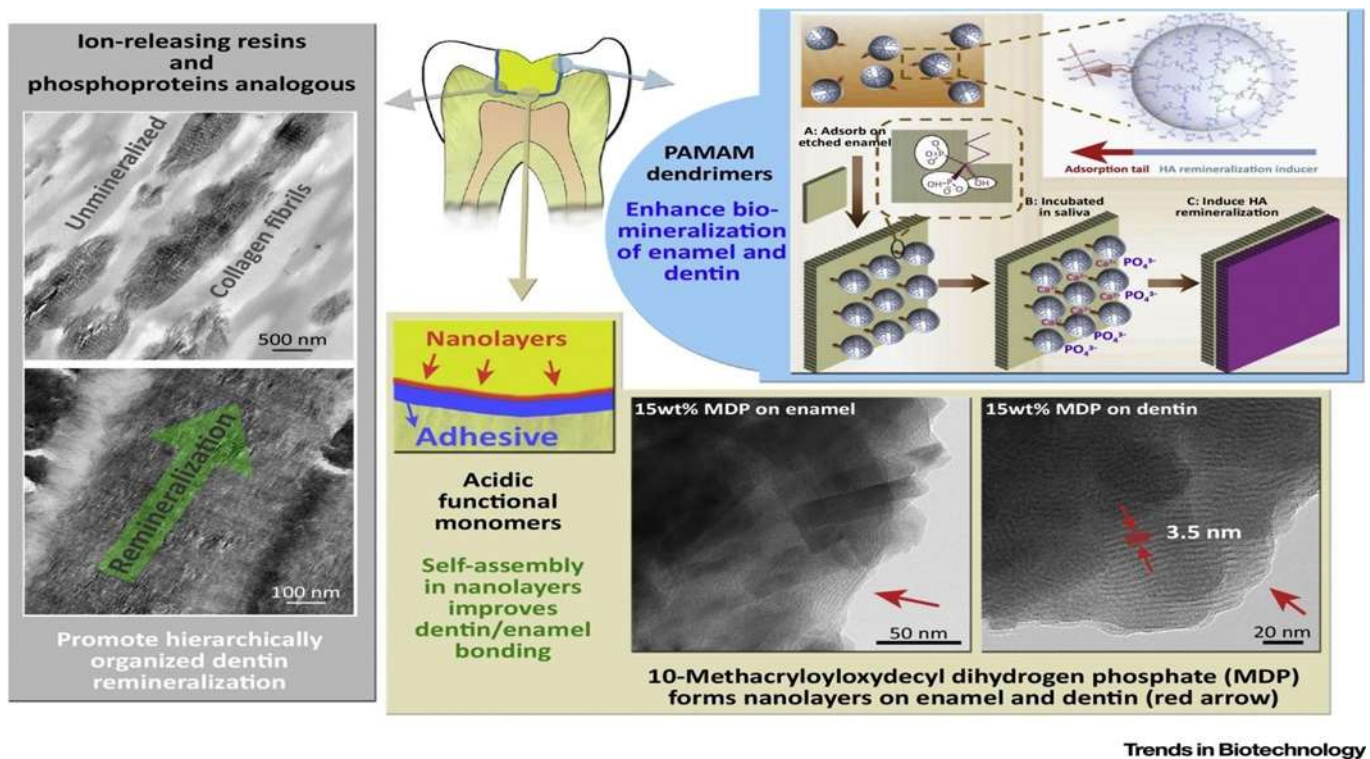 Ion-releasing resins
and
phosphoproteins analogous
Unmineralized
Collagen fibrils
500 nm
Remineralization
100 nm
Promote hierarchically
organized dentin
remineralization
PAMAM
dendrimers
Enhance bio-
mineralization
of enamel and
dentin
A: Adsorb on
etched enamel
Adsorption tail HA remineralization inducer
B: Incubated
in saliva
C: Induce HA
remineralization
PO₄³⁻
PO₄³⁻
PO₄³⁻
PO₄³⁻
Nanolayers
Adhesive
Acidic
functional
monomers
Self-assembly
in nanolayers
improves
dentin/enamel
bonding
15wt% MDP on enamel
50 nm
15wt% MDP on dentin
3.5 nm
20 nm
10-Methacryloyloxydecyl dihydrogen phosphate (MDP)
forms nanolayers on enamel and dentin (red arrow)
Trends in Biotechnology